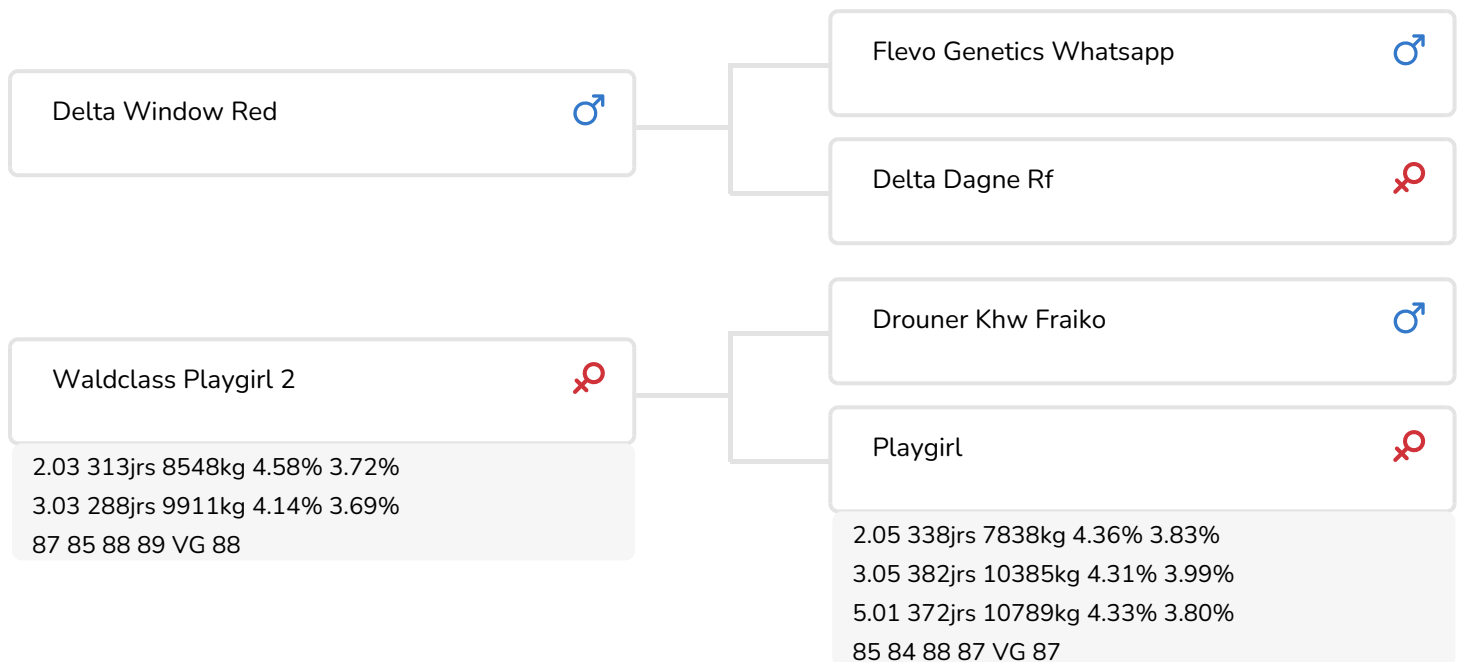 Flevo Genetics Whatsapp
Delta Window Red
Delta Dagne Rf
Drouner Khw Fraiko
Waldclass Playgirl 2
Playgirl
2.03 313jrs 8548kg 4.58% 3.72%
3.03 288jrs 9911kg 4.14% 3.69%
87 85 88 89 VG 88
2.05 338jrs 7838kg 4.36% 3.83%
3.05 382jrs 10385kg 4.31% 3.99%
5.01 372jrs 10789kg 4.33% 3.80%
85 84 88 87 VG 87